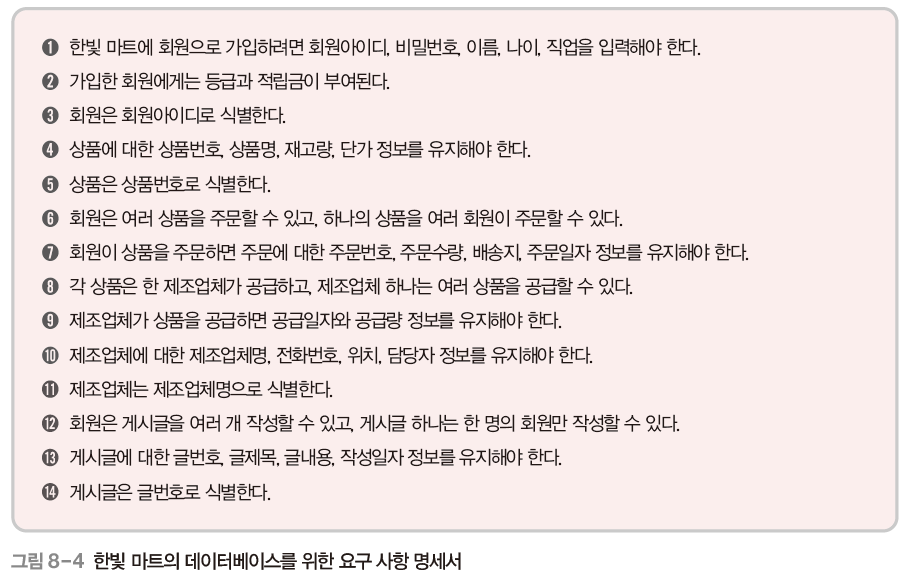 ❶ 한빛 마트에 회원으로 가입하려면 회원아이디, 비밀번호, 이름, 나이, 직업을 입력해야 한다.
❷ 가입한 회원에게는 등급과 적립금이 부여된다.
❸ 회원은 회원아이디로 식별한다.
❹ 상품에 대한 상품번호, 상품명, 재고량, 단가 정보를 유지해야 한다.
❺ 상품은 상품번호로 식별한다.
❻ 회원은 여러 상품을 주문할 수 있고, 하나의 상품을 여러 회원이 주문할 수 있다.
❼ 회원이 상품을 주문하면 주문에 대한 주문번호, 주문수량, 배송지, 주문일자 정보를 유지해야 한다.
❽ 각 상품은 한 제조업체가 공급하고, 제조업체 하나는 여러 상품을 공급할 수 있다.
❾ 제조업체가 상품을 공급하면 공급일자와 공급량 정보를 유지해야 한다.
❿ 제조업체에 대한 제조업체명, 전화번호, 위치, 담당자 정보를 유지해야 한다.
⓫ 제조업체는 제조업체명으로 식별한다.
⓬ 회원은 게시글을 여러 개 작성할 수 있고, 게시글 하나는 한 명의 회원만 작성할 수 있다.
⓭ 게시글에 대한 글번호, 글제목, 글내용, 작성일자 정보를 유지해야 한다.
⓮ 게시글은 글번호로 식별한다.
그림 8-4 한빛 마트의 데이터베이스를 위한 요구 사항 명세서